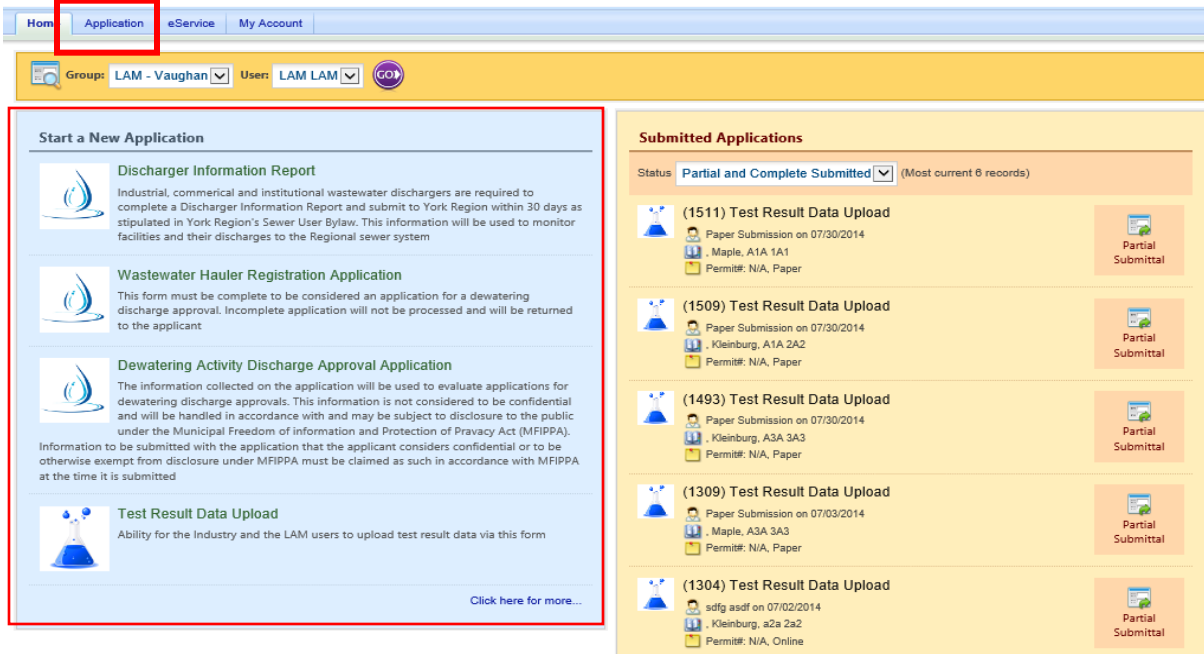 Home Application eService My Account
Group: LAM - Vaughan User: LAM LAM GO
Start a New Application
Discharger Information Report
Industrial, commerical and institutional wastewater dischargers are required to
complete a Discharger Information Report and submit to York Region within 30 days as
stipulated in York Region's Sewer User Bylaw. This information will be used to monitor
facilities and their discharges to the Regional sewer system
Wastewater Hauler Registration Application
This form must be complete to be considered an application for a dewatering
discharge approval. Incomplete application will not be processed and will be returned
to the applicant
Dewatering Activity Discharge Approval Application
The information collected on the application will be used to evaluate applications for
dewatering discharge approvals. This information is not considered to be confidential
and will be handled in accordance with and may be subject to disclosure to the public
under the Municipal Freedom of information and Protection of Pravacy Act (MFIPPA).
Information to be submitted with the application that the applicant considers confidential or to be
otherwise exempt from disclosure under MFIPPA must be claimed as such in accordance with MFIPPA
at the time it is submitted
Test Result Data Upload
Ability for the Industry and the LAM users to upload test result data via this form
Click here for more...
Submitted Applications
Status Partial and Complete Submitted (Most current 6 records)
(1511) Test Result Data Upload
Paper Submission on 07/30/2014
, Maple, A1A 1A1
Permit#: N/A, Paper
Partial
Submittal
(1509) Test Result Data Upload
Paper Submission on 07/30/2014
, Kleinburg, A1A 2A2
Permit#: N/A, Paper
Partial
Submittal
(1493) Test Result Data Upload
Paper Submission on 07/30/2014
, Kleinburg, A3A 3A3
Permit#: N/A, Paper
Partial
Submittal
(1309) Test Result Data Upload
Paper Submission on 07/03/2014
, Maple, A3A 3A3
Permit#: N/A, Paper
Partial
Submittal
(1304) Test Result Data Upload
sdfg asdf on 07/02/2014
, Kleinburg, a2a 2a2
Permit#: N/A, Online
Partial
Submittal